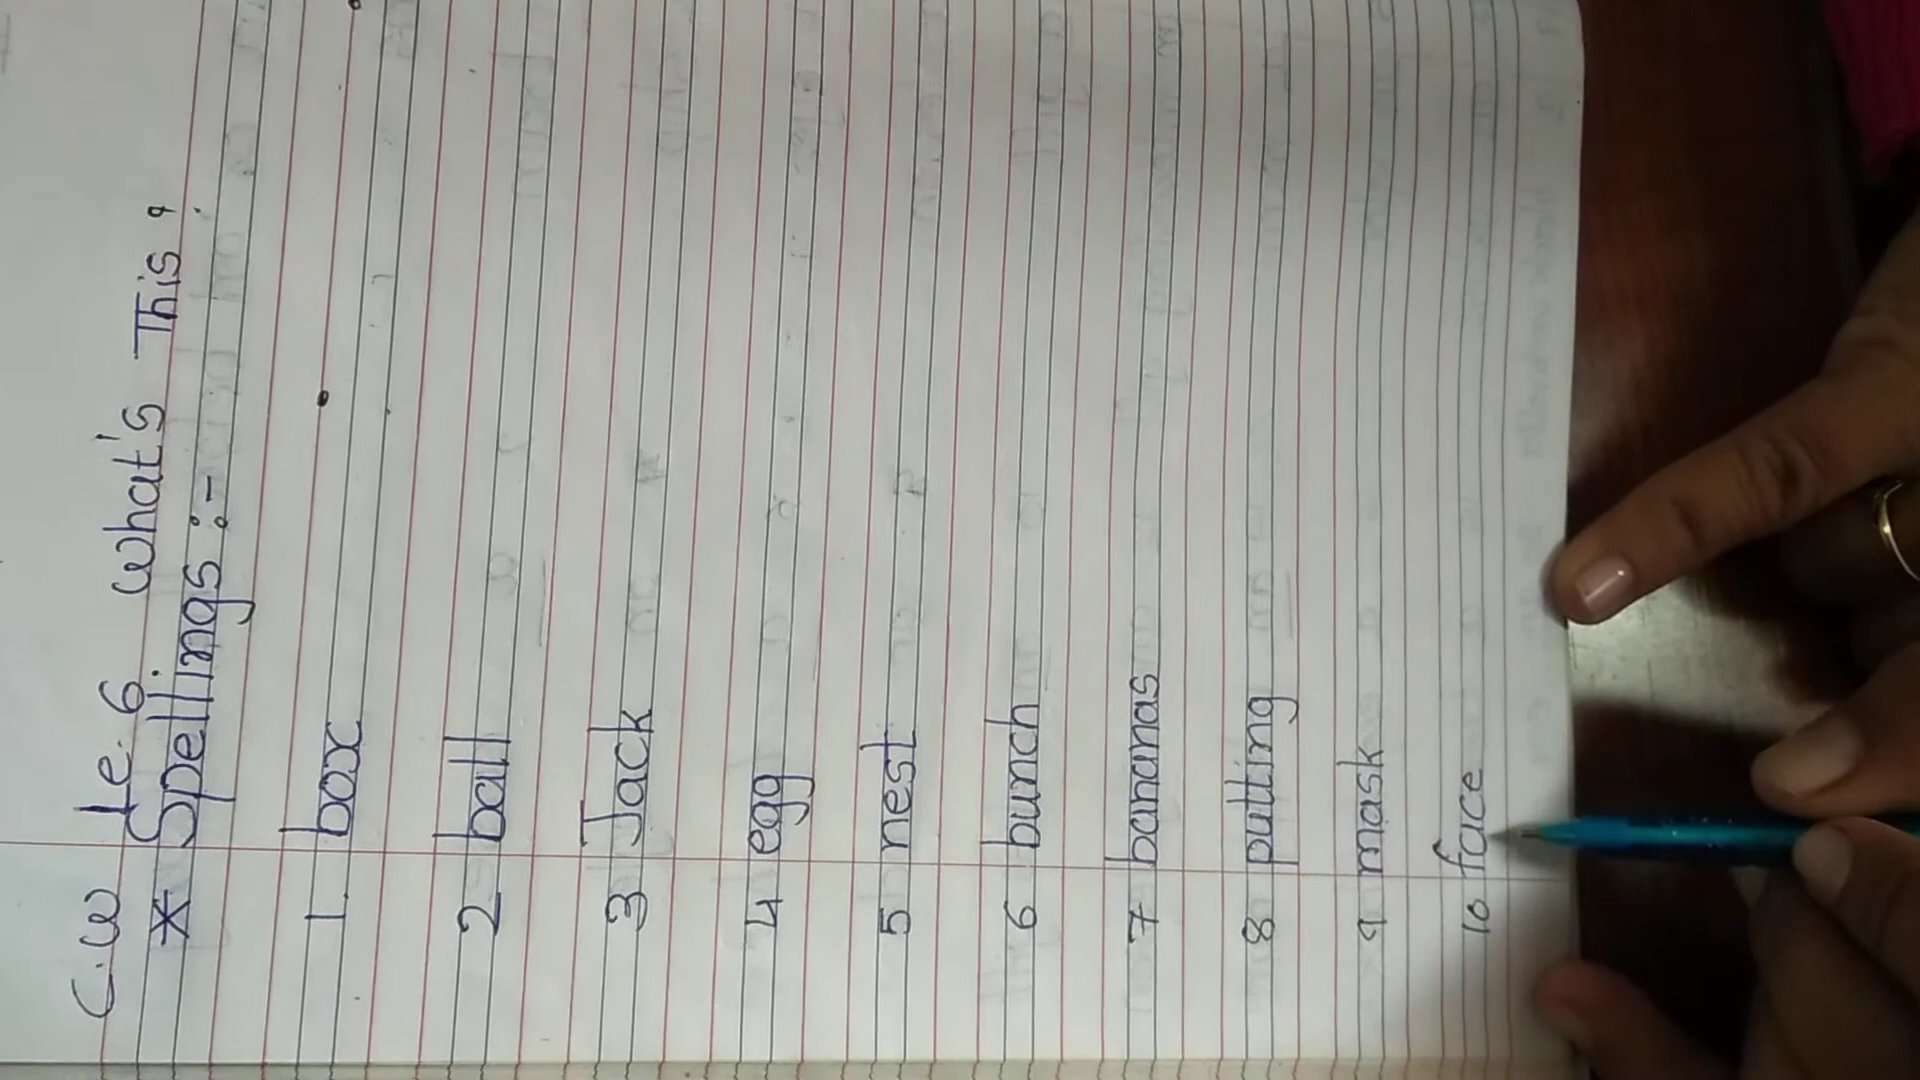 C.W Le.6 What's This?
* Spellings :-
1. box
2 ball
3 Jack
4 egg
5 nest
6 bunch
7 bananas
8 putting
9 mask
10 face